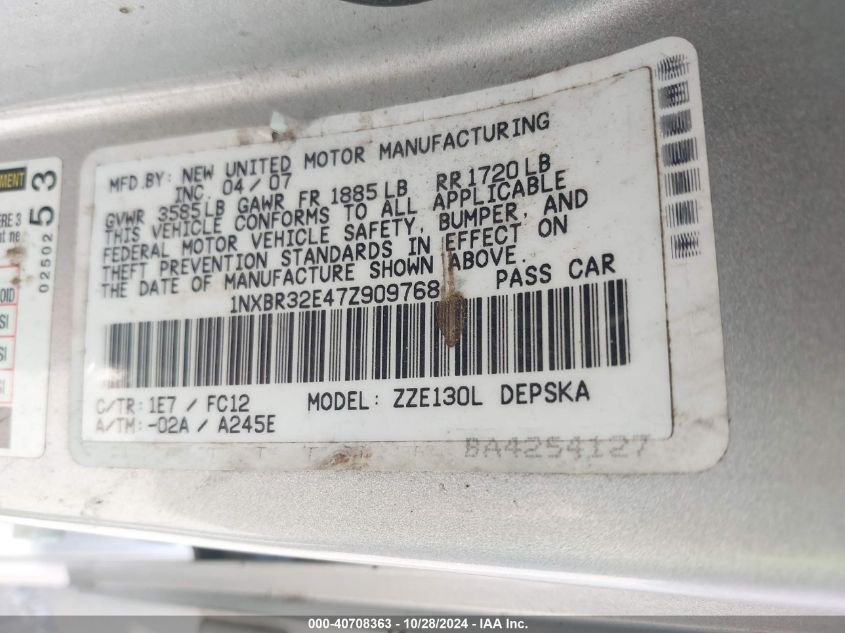 MFD.BY: NEW UNITED MOTOR MANUFACTURING
INC 04/07
GVWR 3585LB GAWR FR 1885LB RR1720LB
THIS VEHICLE CONFORMS TO ALL APPLICABLE
FEDERAL MOTOR VEHICLE SAFETY, BUMPER, AND
THEFT PREVENTION STANDARDS IN EFFECT ON
THE DATE OF MANUFACTURE SHOWN ABOVE.
1NXBR32E47Z909768 PASS CAR
C/TR: 1E7 / FC12 MODEL: ZZE130L DEPSKA
A/TM: -02A / A245E
BA4254127
53
02502
000-40708363 - 10/28/2024 - IAA Inc.